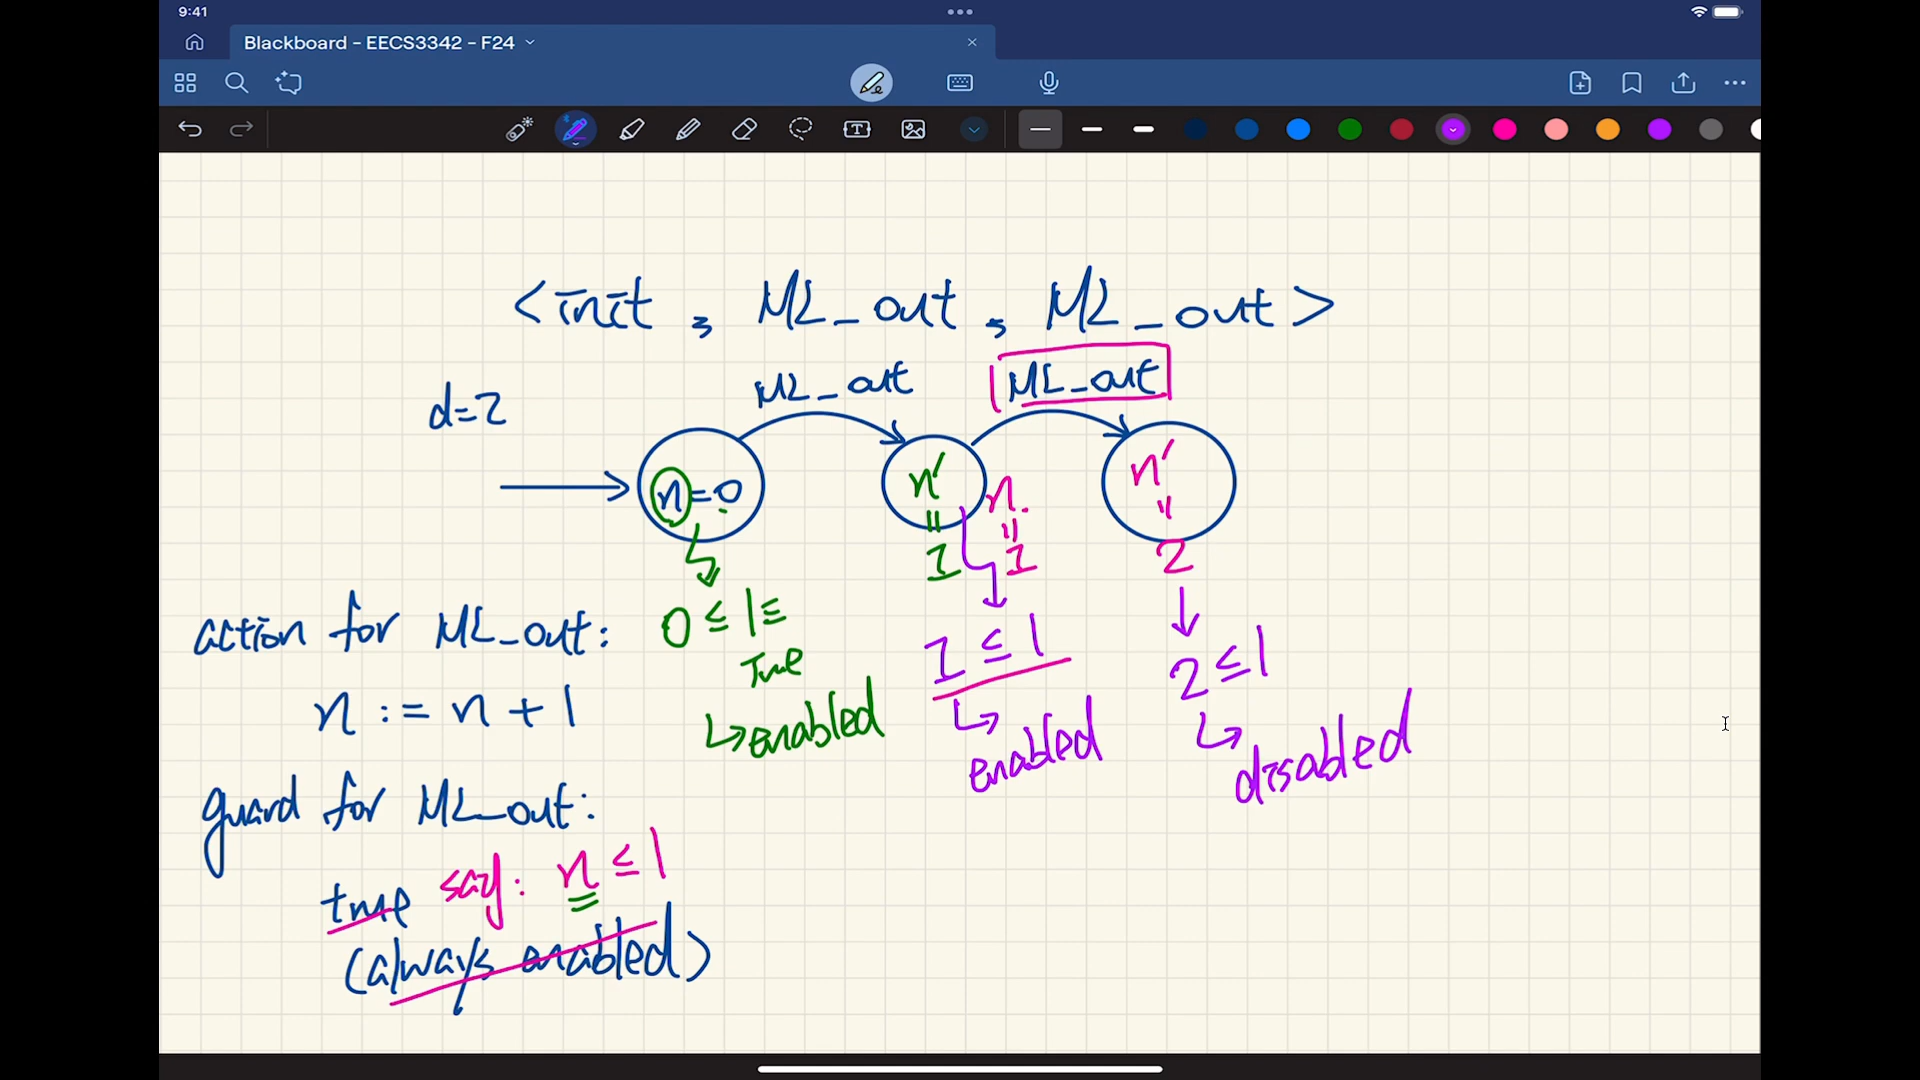 9:41
Blackboard - EECS3342 - F24
<init, ML_out, ML_out>
d=2
ML_out
ML_out
n=0
n'
=
1
n
=
1
n'
=
2
0 ≤ 1 ≡
True
↳ enabled
1 ≤ 1
↳ enabled
2 ≤ 1
↳ disabled
action for ML_out:
n := n + 1
guard for ML_out:
true say: n ≤ 1
(always enabled)